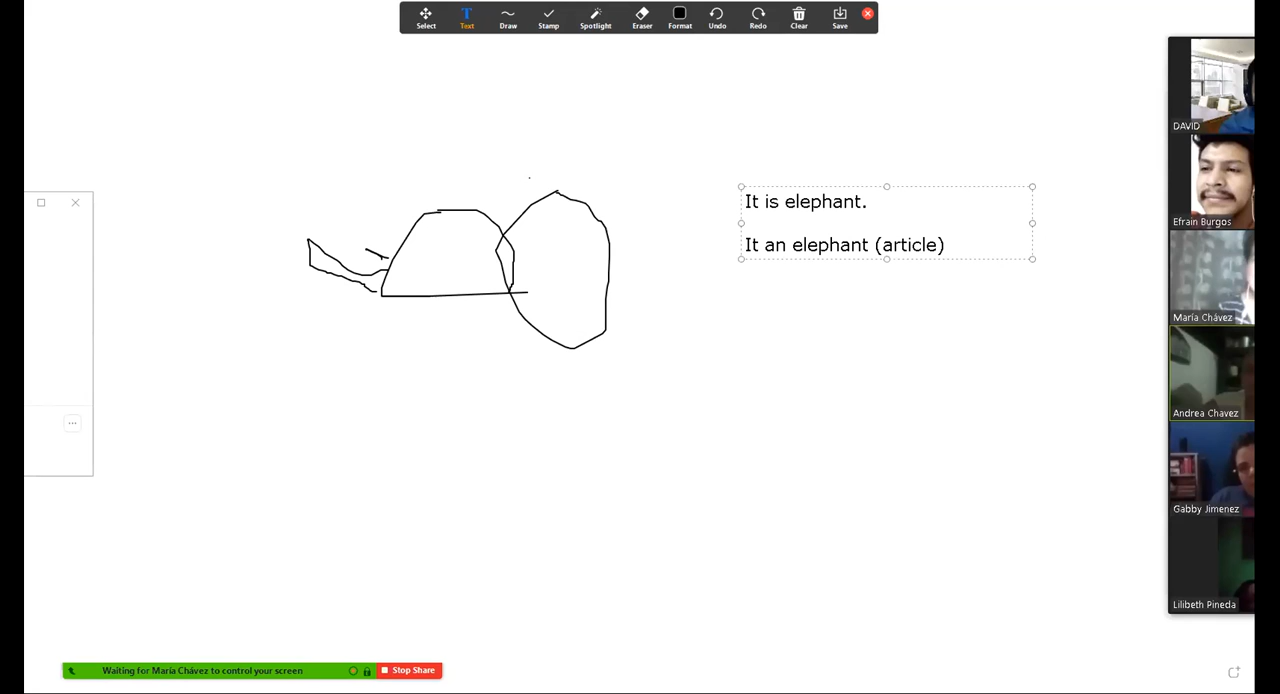 Select
Text
Draw
Stamp
Spotlight
Eraser
Format
Undo
Redo
Clear
Save
DAVID
It is elephant.
It an elephant (article)
Efrain Burgos
María Chávez
Andrea Chavez
Gabby Jimenez
Lilibeth Pineda
Waiting for María Chávez to control your screen
Stop Share